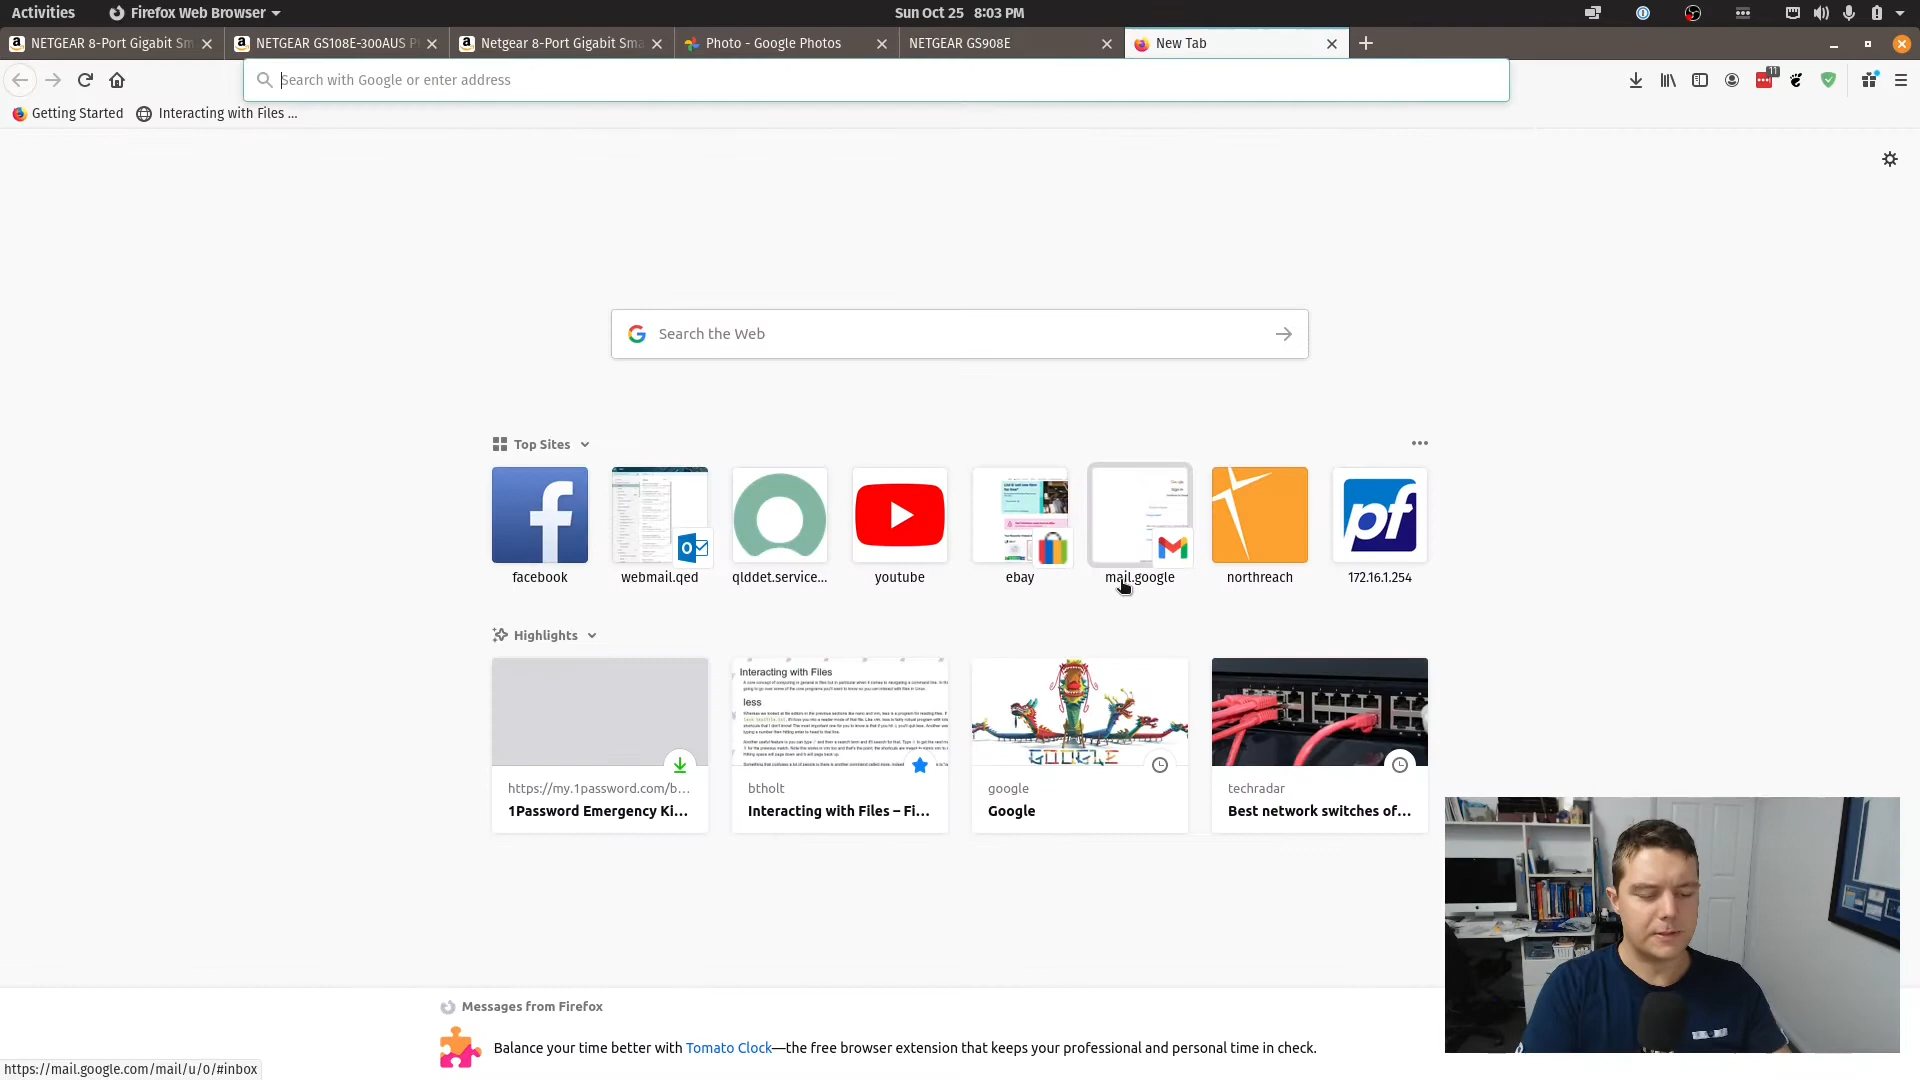 Activities
Firefox Web Browser
Sun Oct 25 8:03 PM
NETGEAR 8-Port Gigabit Sm
NETGEAR GS108E-300AUS P
Netgear 8-Port Gigabit Sma
Photo - Google Photos
NETGEAR GS908E
New Tab
Search with Google or enter address
11
Getting Started
Interacting with Files ...
Search the Web
Top Sites
facebook
webmail.qed
qlddet.service...
youtube
ebay
mail.google
northreach
pf
172.16.1.254
Highlights
Interacting with Files
less
GOOGLE
https://my.1password.com/b...
1Password Emergency Ki...
btholt
Interacting with Files – Fi...
google
Google
techradar
Best network switches of...
Messages from Firefox
Balance your time better with Tomato Clock—the free browser extension that keeps your professional and personal time in check.
https://mail.google.com/mail/u/0/#inbox